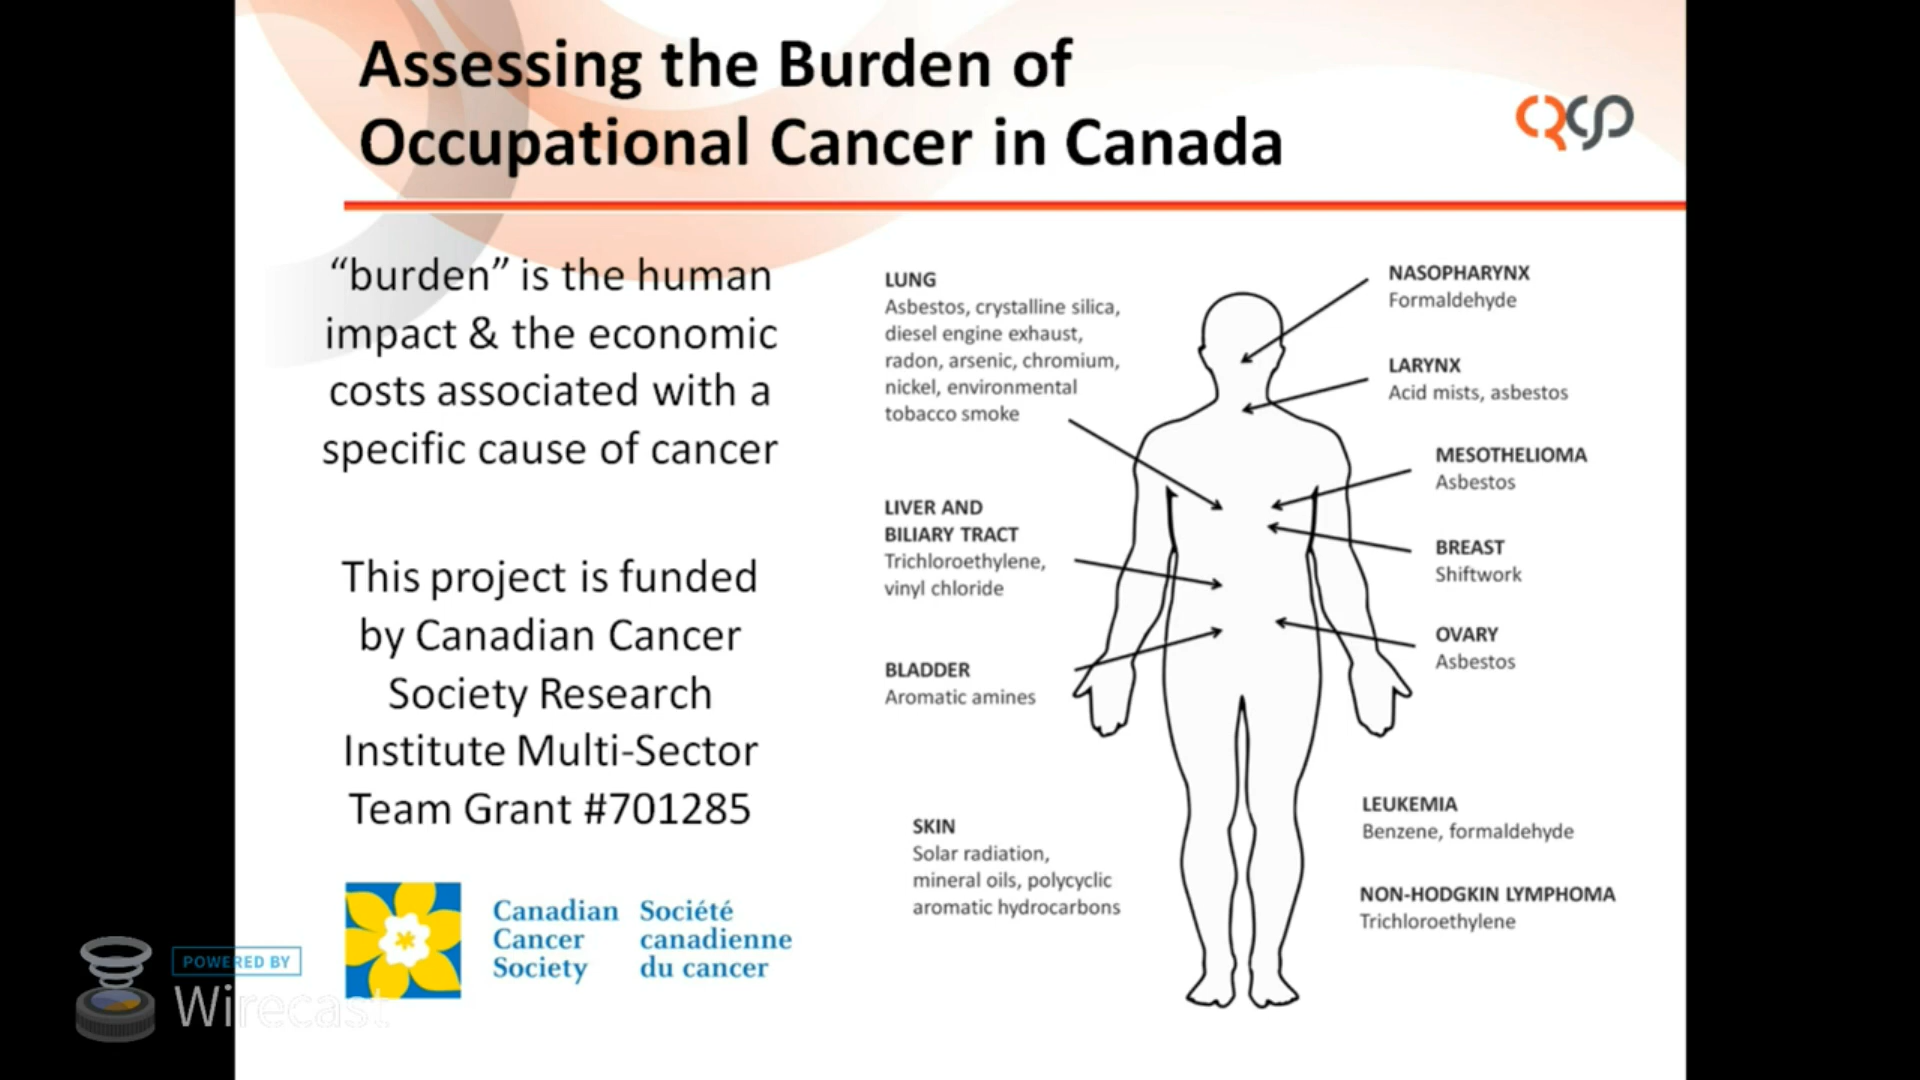 Assessing the Burden of
Occupational Cancer in Canada
“burden” is the human
impact & the economic
costs associated with a
specific cause of cancer
This project is funded
by Canadian Cancer
Society Research
Institute Multi-Sector
Team Grant #701285
Canadian
Cancer
Society
Société
canadienne
du cancer
POWERED BY
Wirecast
LUNG
Asbestos, crystalline silica,
diesel engine exhaust,
radon, arsenic, chromium,
nickel, environmental
tobacco smoke
LIVER AND
BILIARY TRACT
Trichloroethylene,
vinyl chloride
BLADDER
Aromatic amines
SKIN
Solar radiation,
mineral oils, polycyclic
aromatic hydrocarbons
NASOPHARYNX
Formaldehyde
LARYNX
Acid mists, asbestos
MESOTHELIOMA
Asbestos
BREAST
Shiftwork
OVARY
Asbestos
LEUKEMIA
Benzene, formaldehyde
NON-HODGKIN LYMPHOMA
Trichloroethylene